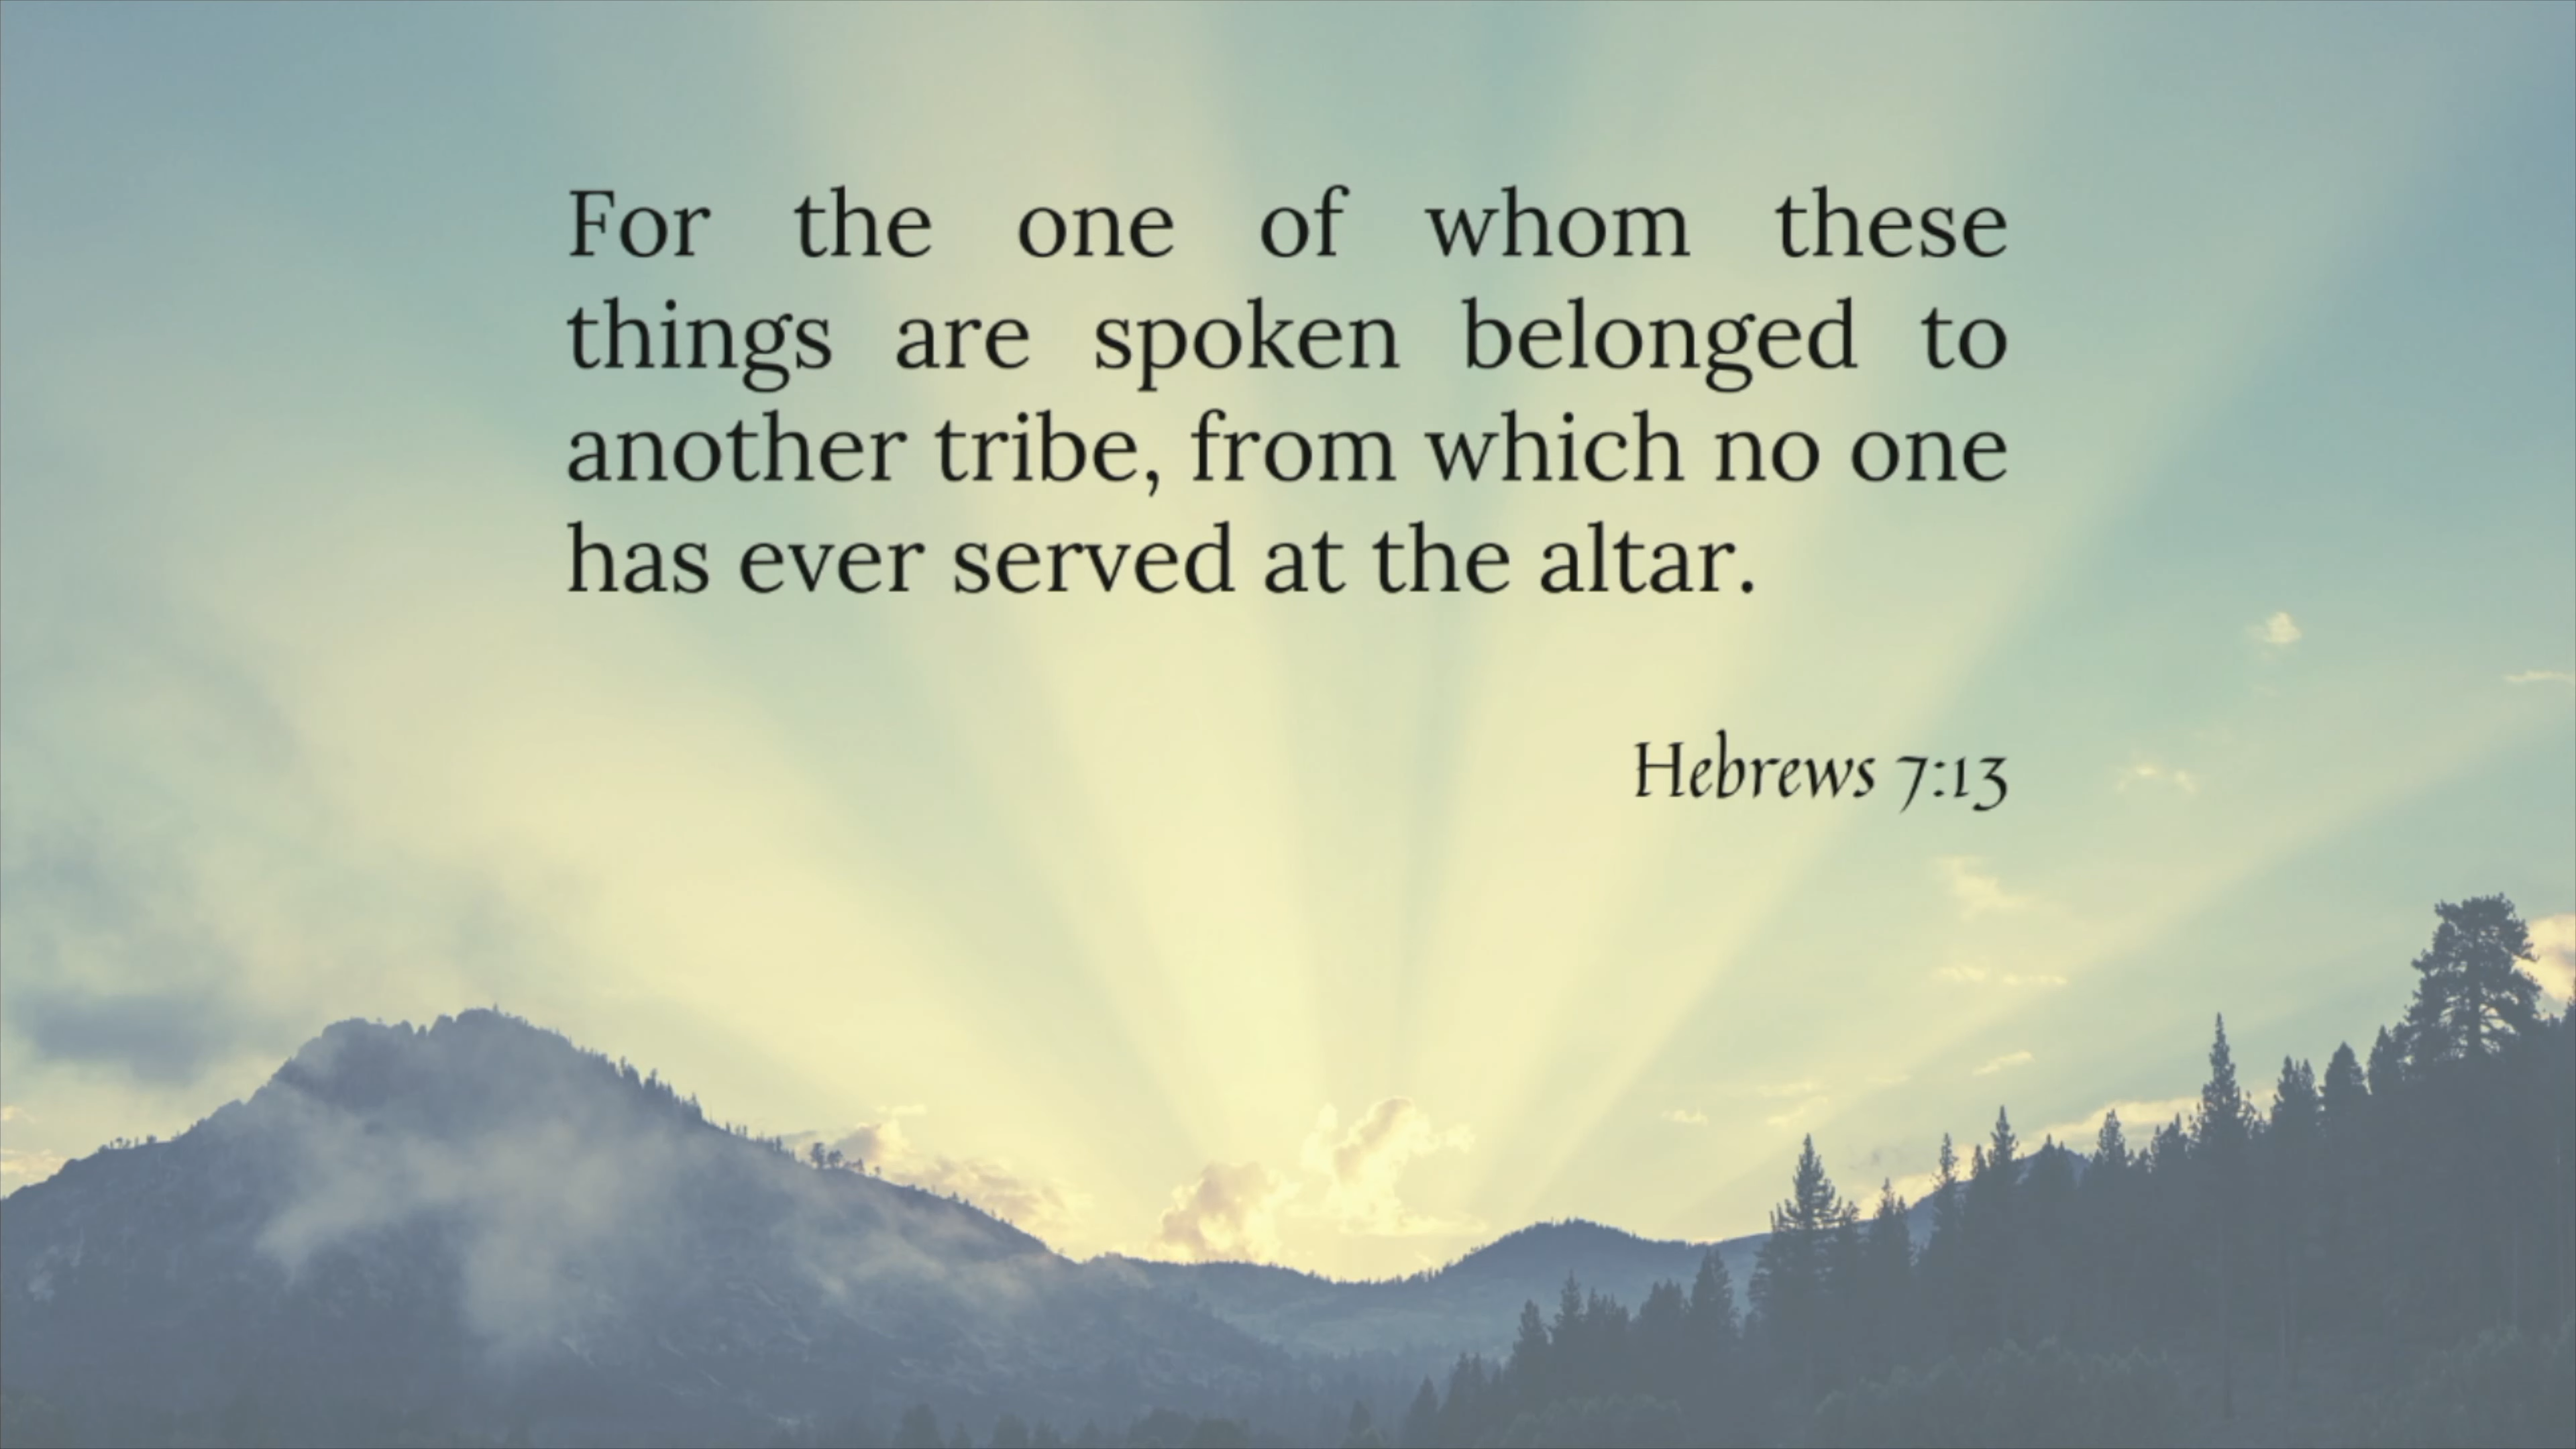 For the one of whom these
things are spoken belonged to
another tribe, from which no one
has ever served at the altar.
Hebrews 7:13